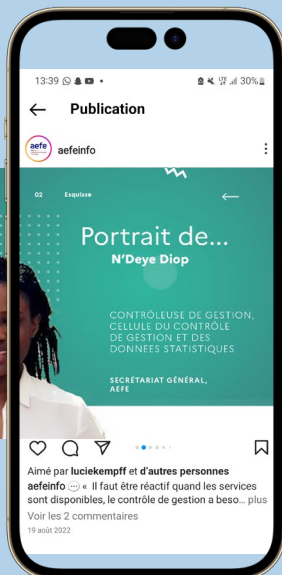 13:39
30%
Publication
aefe
aefeinfo
02 Esquisse
Portrait de...
N'Deye Diop
CONTRÔLEUSE DE GESTION,
CELLULE DU CONTRÔLE
DE GESTION ET DES
DONNEES STATISTIQUES
SECRÉTARIAT GÉNÉRAL,
AEFE
Aimé par luciekempff et d'autres personnes
aefeinfo 💬 « Il faut être réactif quand les services
sont disponibles, le contrôle de gestion a beso... plus
Voir les 2 commentaires
19 août 2022